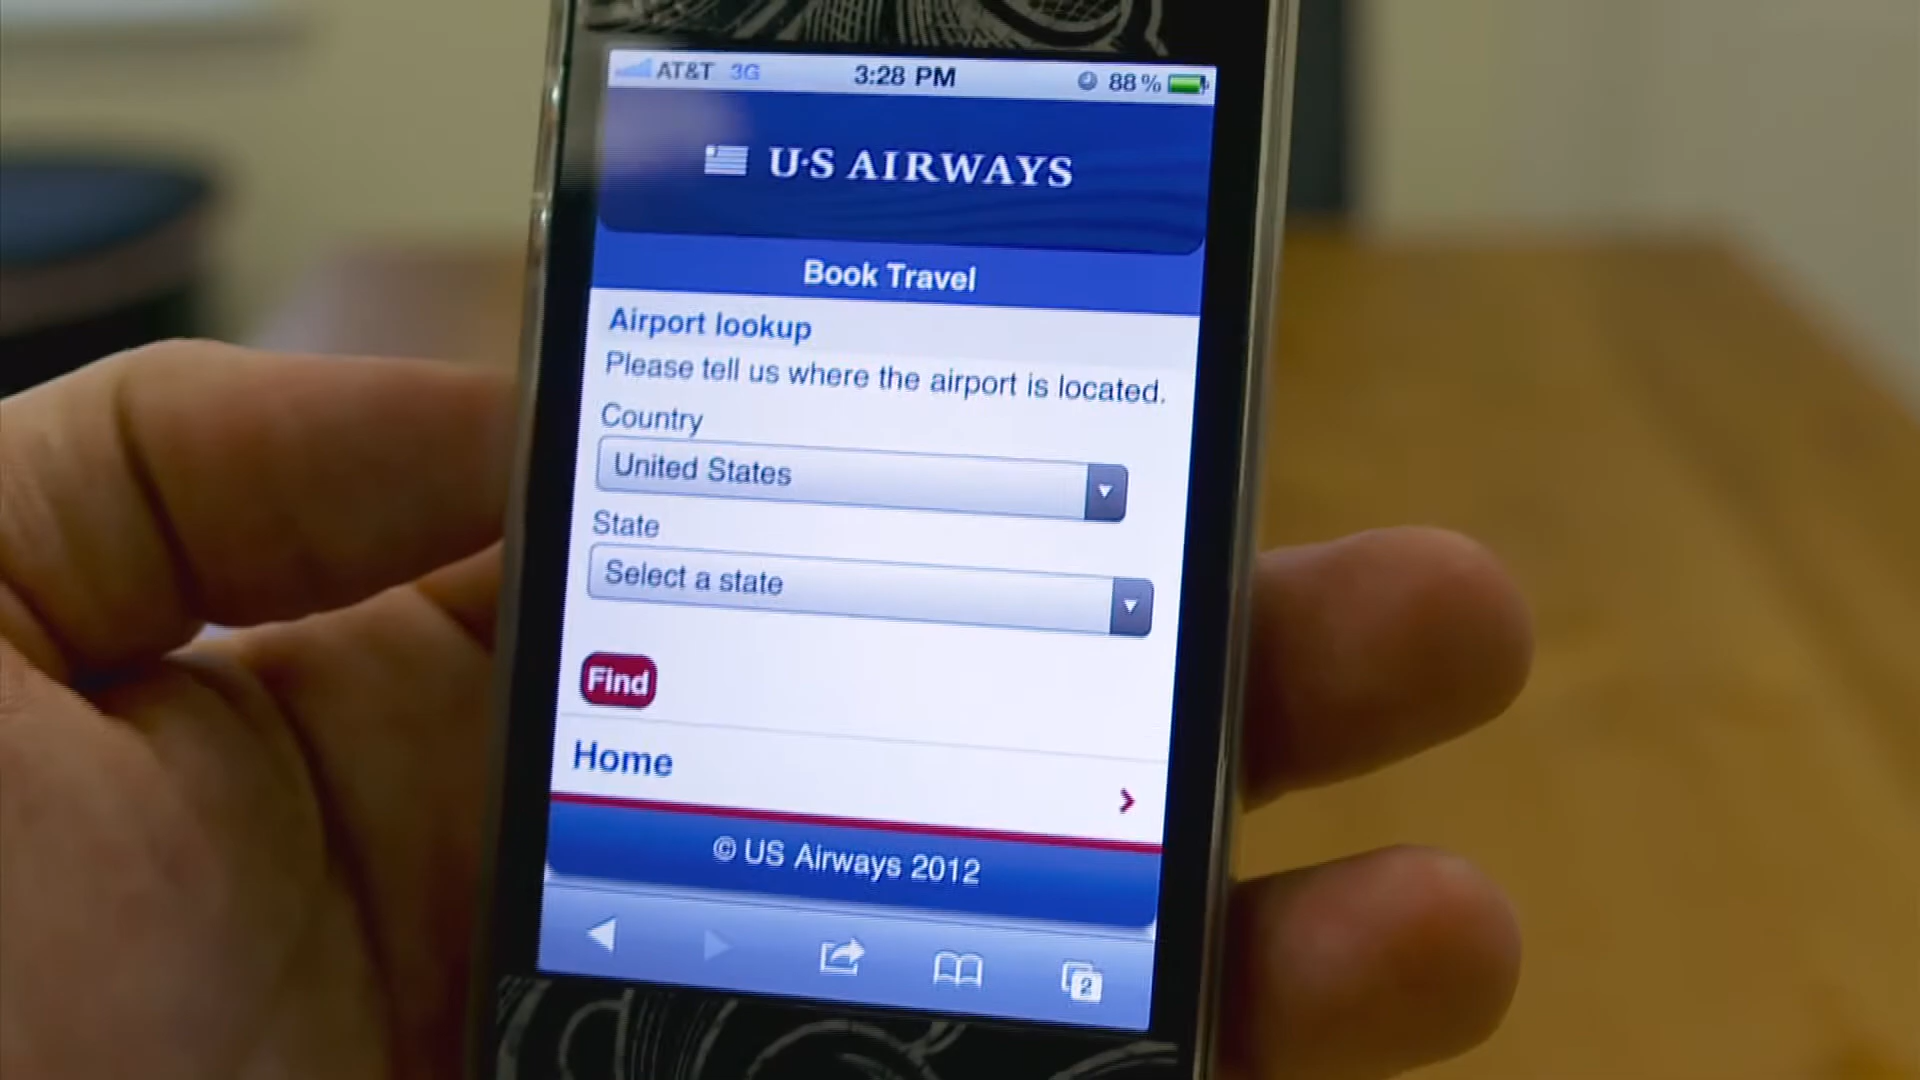 AT&T 3G 3:28 PM 88%
U·S AIRWAYS
Book Travel
Airport lookup
Please tell us where the airport is located.
Country
United States
State
Select a state
Find
Home
© US Airways 2012
2